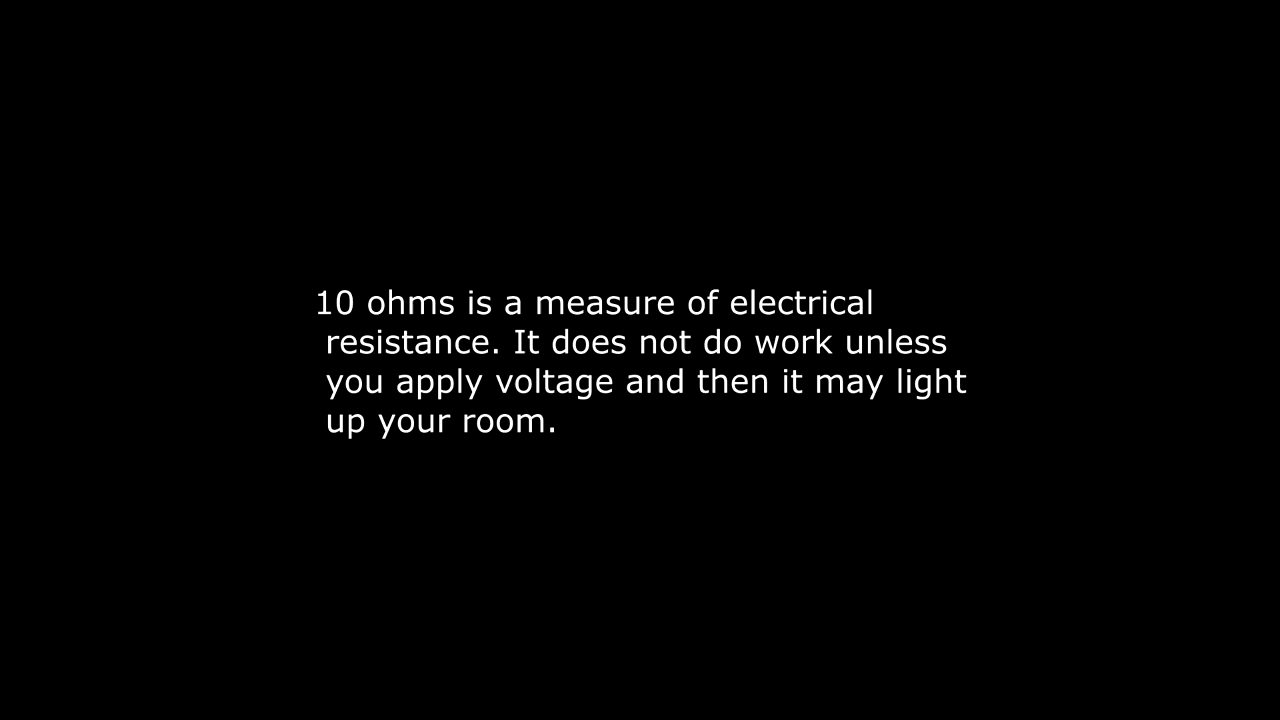 10 ohms is a measure of electrical
resistance. It does not do work unless
you apply voltage and then it may light
up your room.